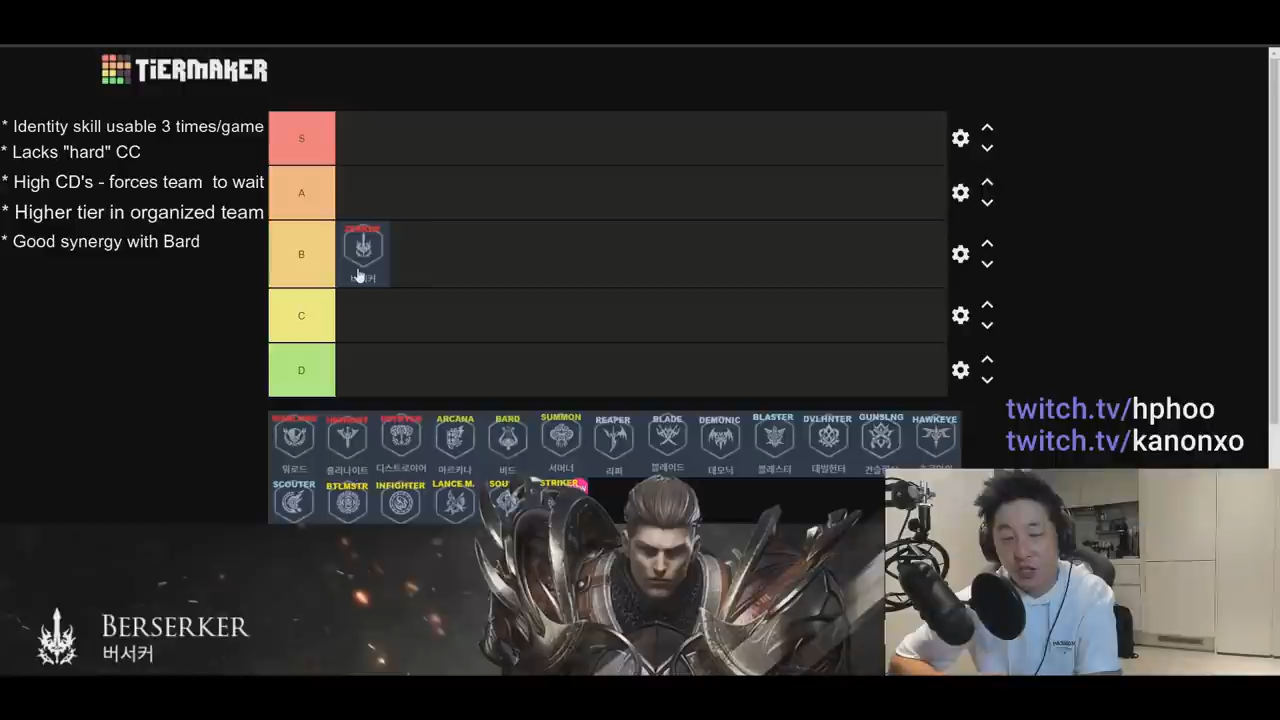 TiERMAKER
* Identity skill usable 3 times/game
* Lacks "hard" CC
* High CD's - forces team to wait
* Higher tier in organized team
* Good synergy with Bard
S
A
B
버서커
C
D
ARCANA BARD SUMMON REAPER BLADE DEMONIC BLASTER DVLHNTER GUNSLNG HAWKEYE
워로드 홀리나이트 디스트로이어 아르카나 바드 서머너 리퍼 블레이드 데모닉 블래스터 데빌헌터
SCOUTER BTLMSTR INFIGHTER LANCE M. STRIKER
twitch.tv/hphoo
twitch.tv/kanonxo
BERSERKER
버서커